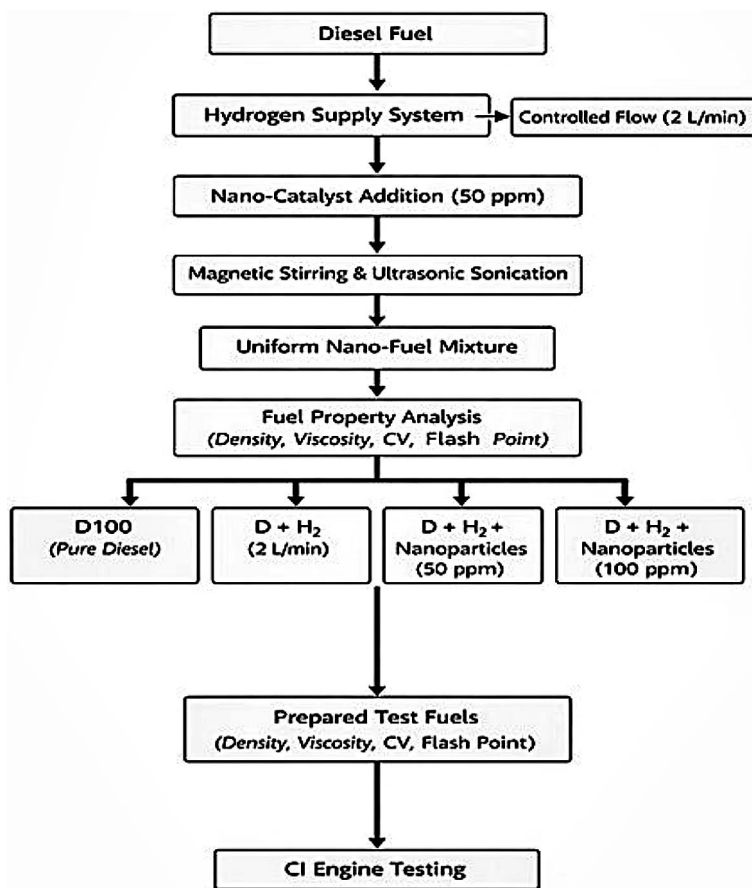 Diesel Fuel
Hydrogen Supply System
Controlled Flow (2 L/min)
Nano-Catalyst Addition (50 ppm)
Magnetic Stirring & Ultrasonic Sonication
Uniform Nano-Fuel Mixture
Fuel Property Analysis
(Density, Viscosity, CV, Flash Point)
D100
(Pure Diesel)
D + H₂
(2 L/min)
D + H₂ +
Nanoparticles
(50 ppm)
D + H₂ +
Nanoparticles
(100 ppm)
Prepared Test Fuels
(Density, Viscosity, CV, Flash Point)
CI Engine Testing